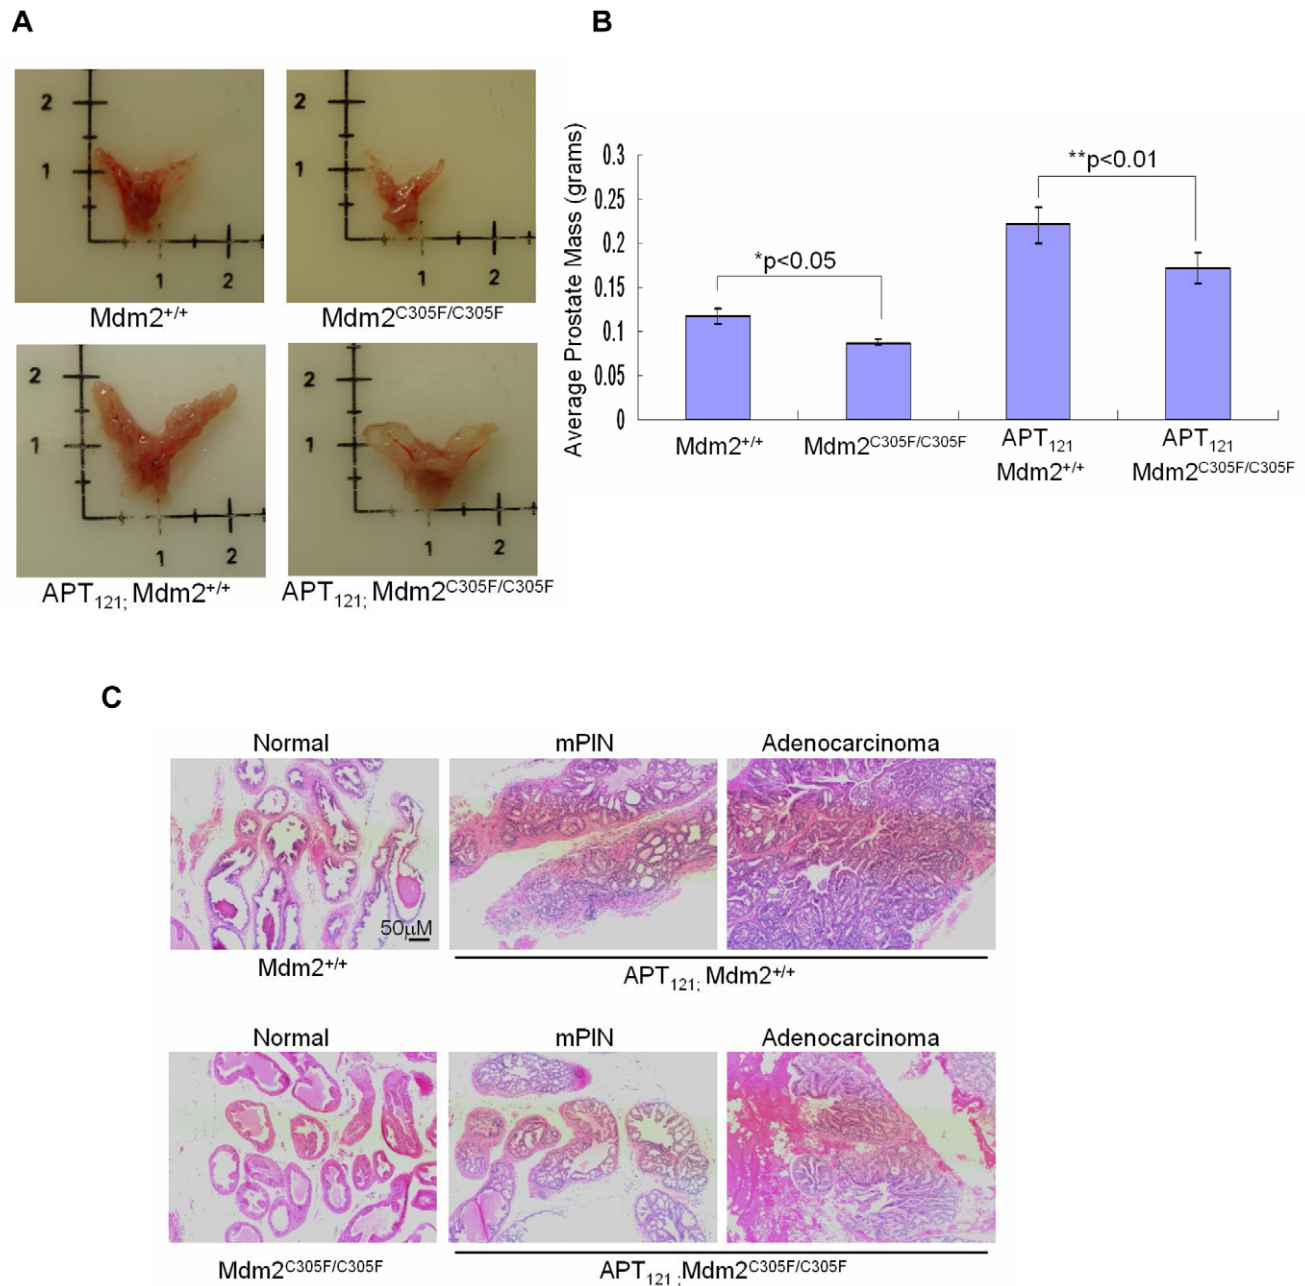 A
B
2
1
1
2
2
1
1
2
Mdm2+/+
Mdm2C305F/C305F
2
1
1
2
2
1
1
2
APT121; Mdm2+/+
APT121; Mdm2C305F/C305F
Average Prostate Mass (grams)
0.3
0.25
0.2
0.15
0.1
0.05
0
*p<0.05
**p<0.01
Mdm2+/+
Mdm2C305F/C305F
APT121
Mdm2+/+
APT121
Mdm2C305F/C305F
C
Normal
mPIN
Adenocarcinoma
50μM
Mdm2+/+
APT121; Mdm2+/+
Normal
mPIN
Adenocarcinoma
Mdm2C305F/C305F
APT121 ;Mdm2C305F/C305F